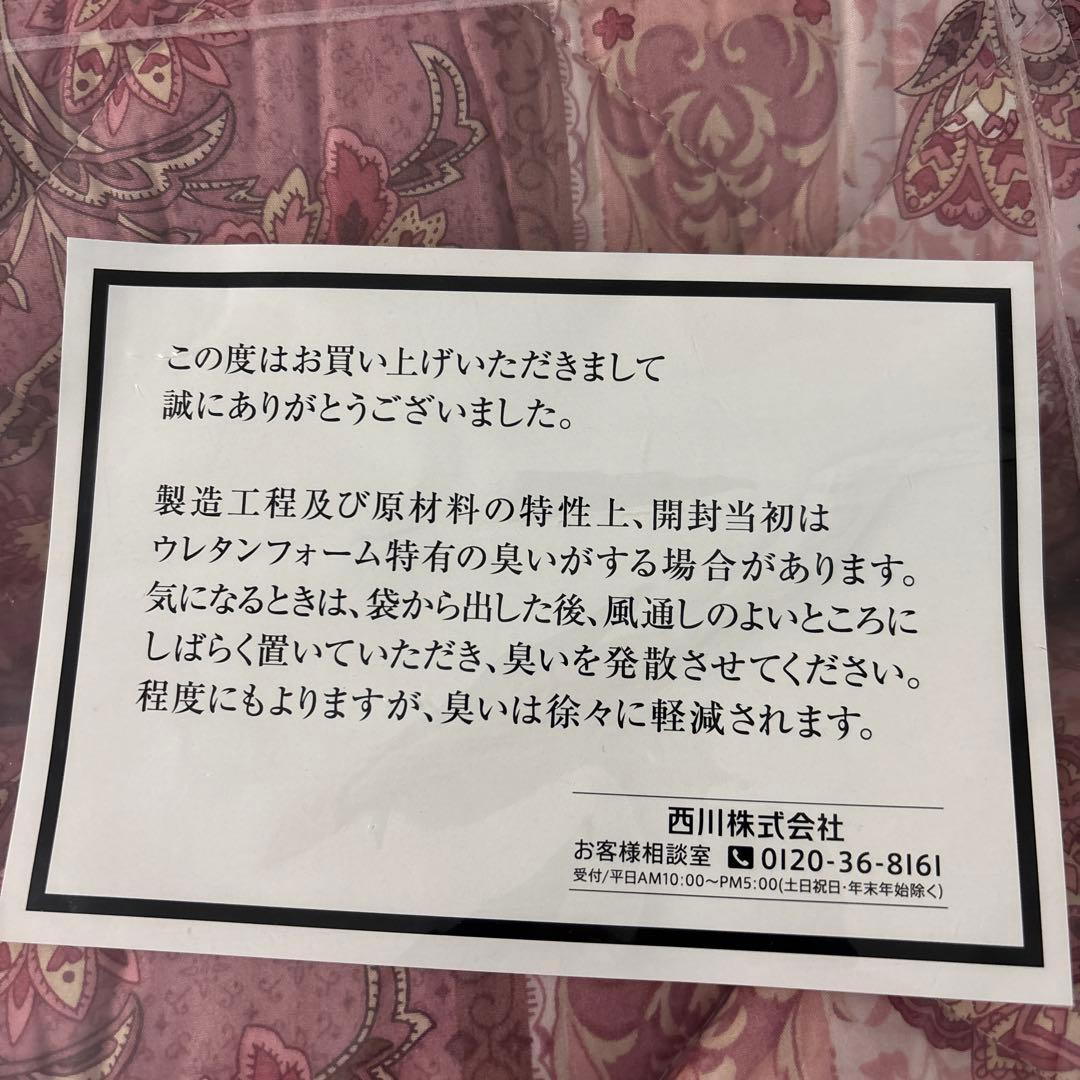 この度はお買い上げいただきまして
誠にありがとうございました。
製造工程及び原材料の特性上、開封当初は
ウレタンフォーム特有の臭いがする場合があります。
気になるときは、袋から出した後、風通しのよいところに
しばらく置いていただき、臭いを発散させてください。
程度にもよりますが、臭いは徐々に軽減されます。
西川株式会社
お客様相談室 0120-36-8161
受付/平日AM10:00〜PM5:00(土日祝日・年末年始除く)